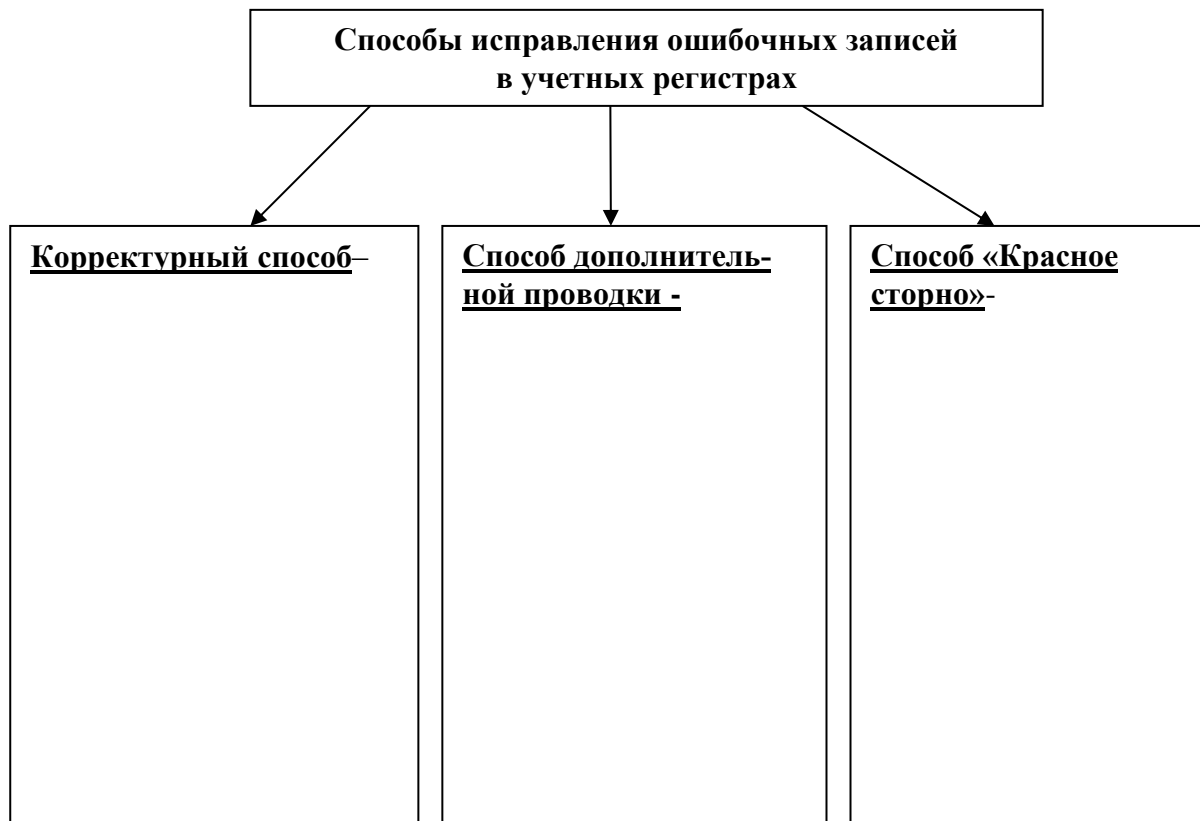 Способы исправления ошибочных записей
в учетных регистрах
Корректурный способ–
Способ дополнитель-
ной проводки -
Способ «Красное
сторно»-